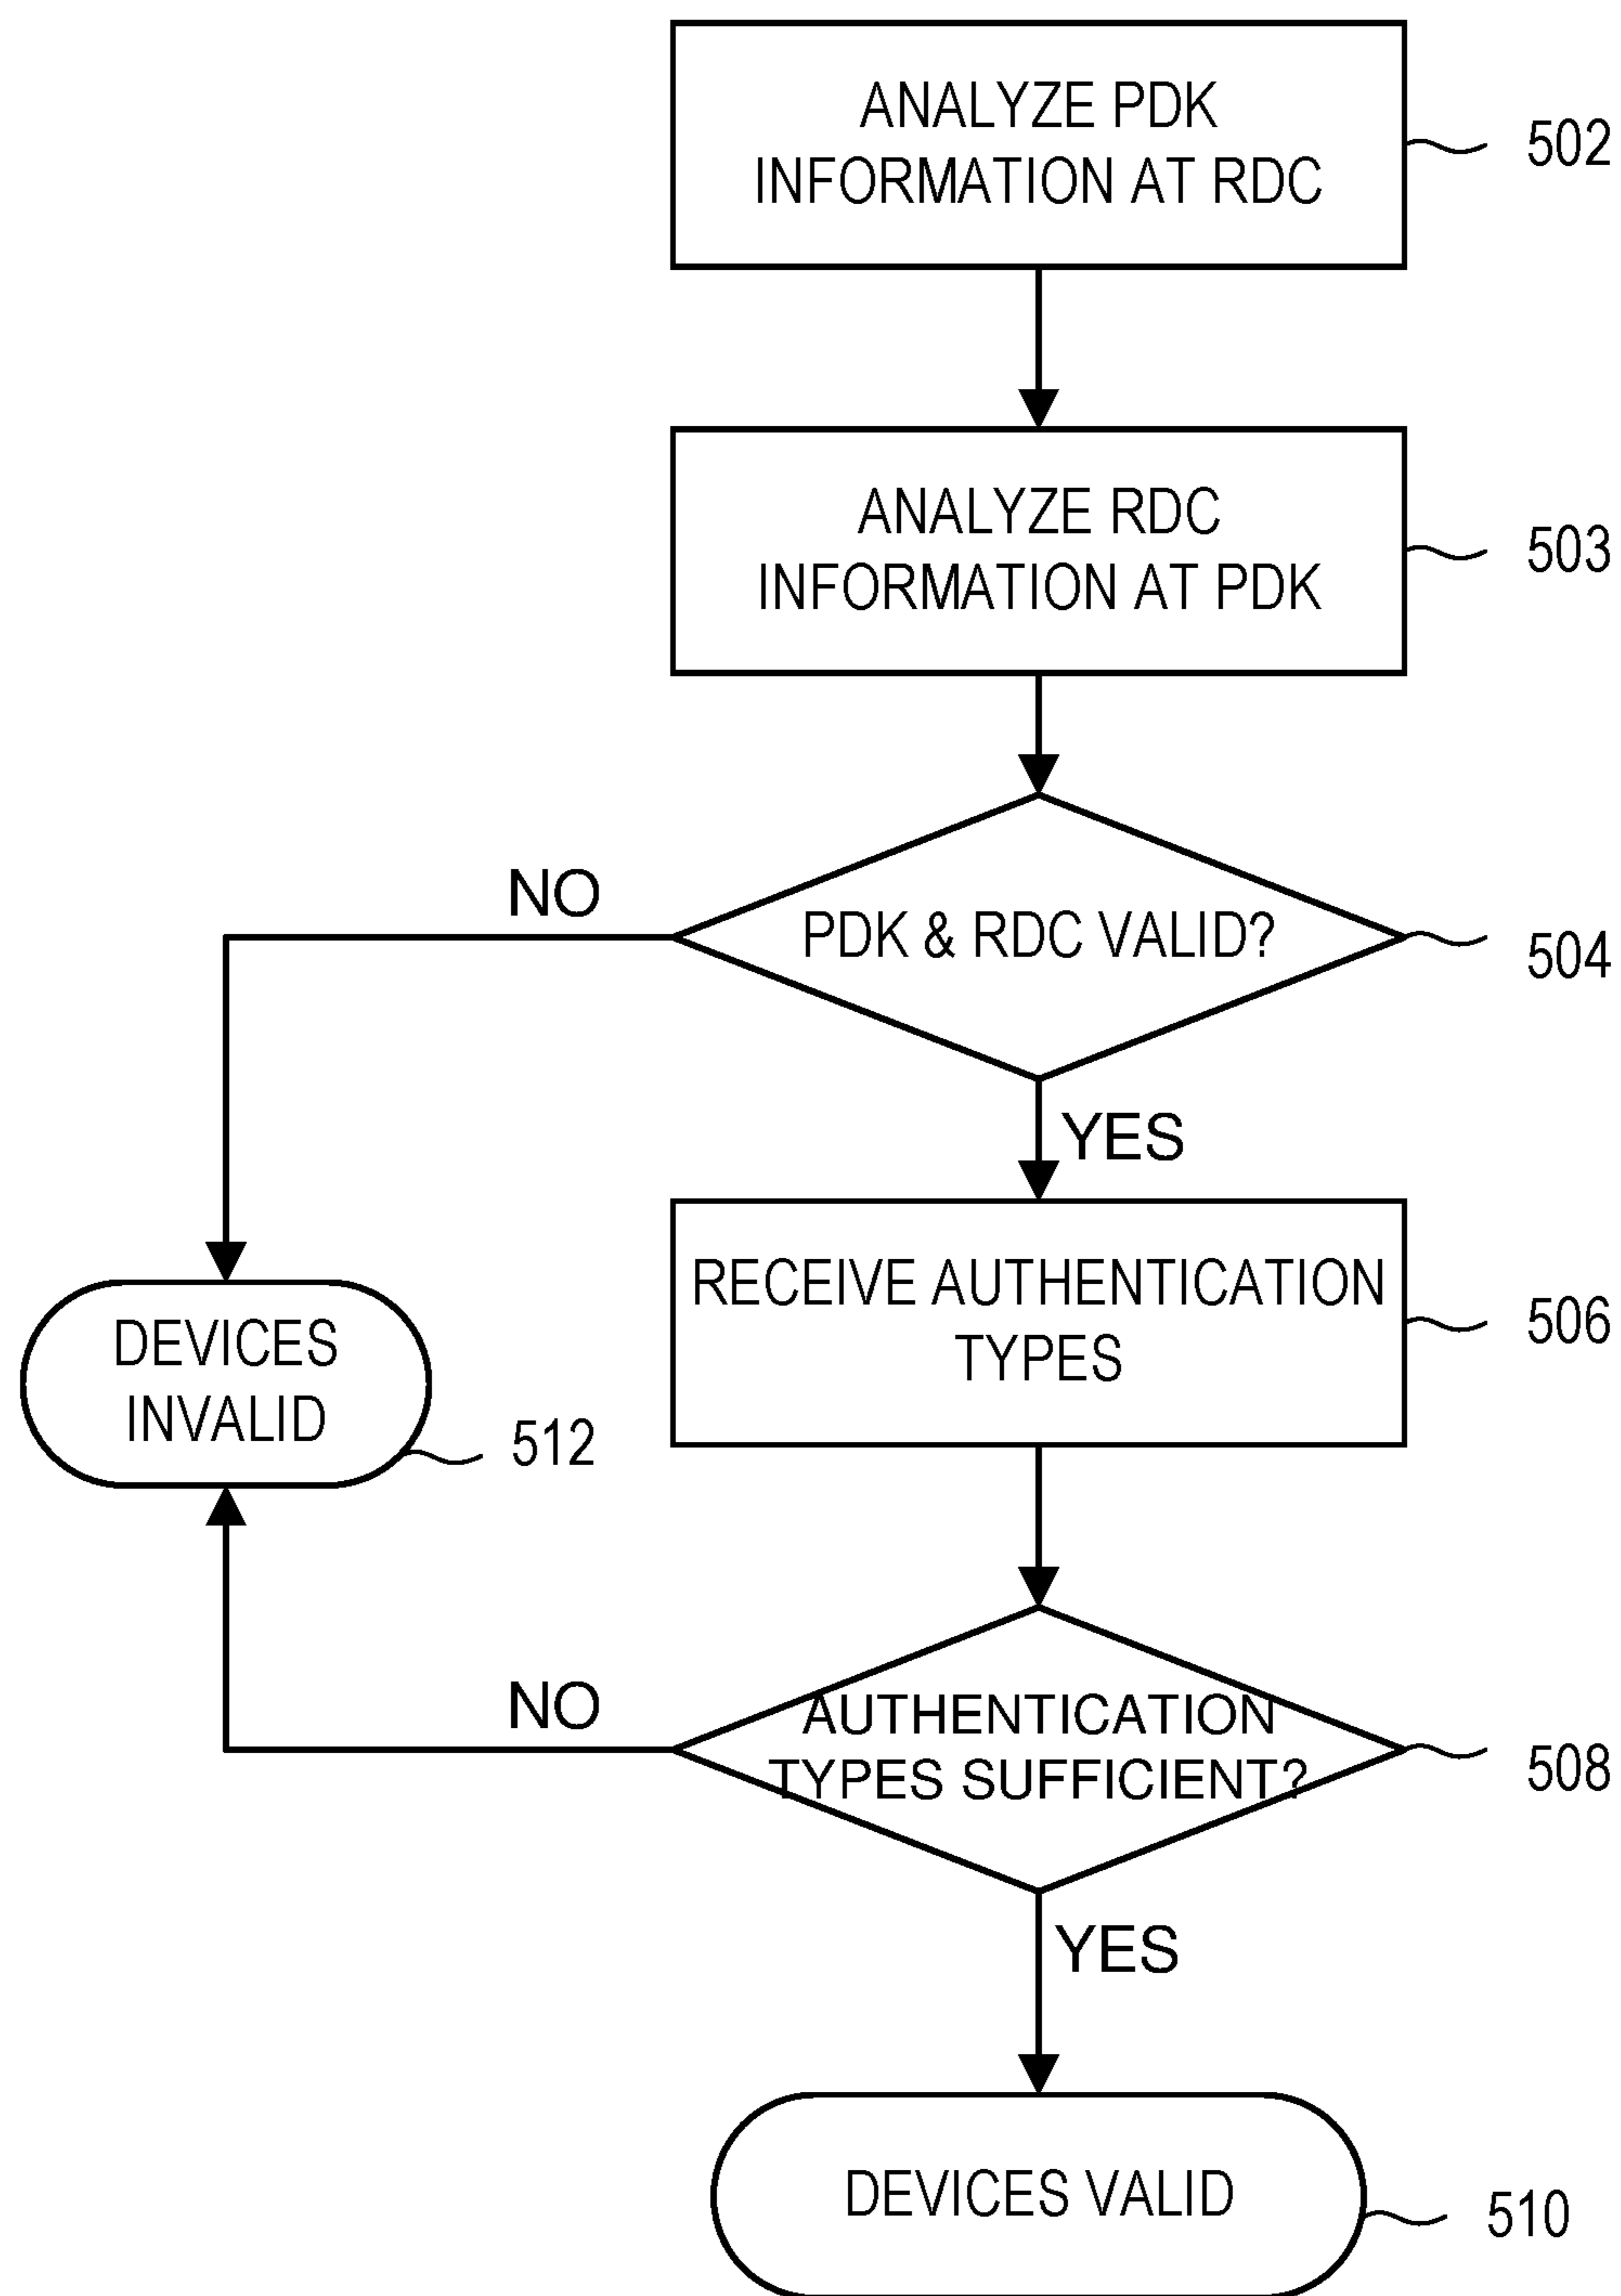 ANALYZE PDK
INFORMATION AT RDC
502
ANALYZE RDC
INFORMATION AT PDK
503
NO
PDK & RDC VALID?
504
YES
RECEIVE AUTHENTICATION
TYPES
506
DEVICES
INVALID
512
NO
AUTHENTICATION
TYPES SUFFICIENT?
508
YES
DEVICES VALID
510